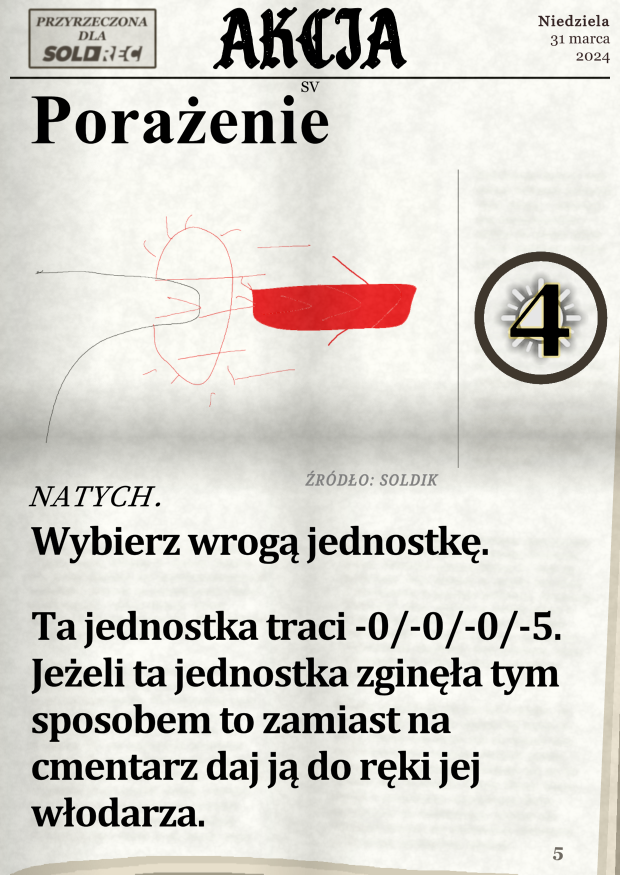 PRZYRZECZONA
DLA
SOLDREC
AKCJA
Niedziela
31 marca
2024
SV
Porażenie
4
ŹRÓDŁO: SOLDIK
NATYCH.
Wybierz wrogą jednostkę.
Ta jednostka traci -0/-0/-0/-5.
Jeżeli ta jednostka zginęła tym
sposobem to zamiast na
cmentarz daj ją do ręki jej
włodarza.
5